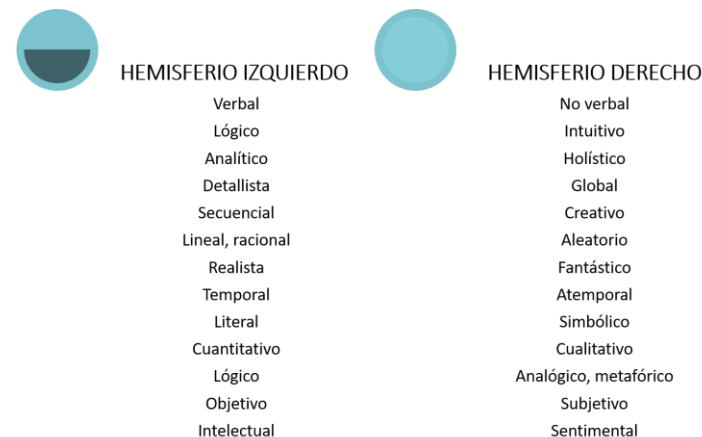 HEMISFERIO IZQUIERDO
Verbal
Lógico
Analítico
Detallista
Secuencial
Lineal, racional
Realista
Temporal
Literal
Cuantitativo
Lógico
Objetivo
Intelectual
HEMISFERIO DERECHO
No verbal
Intuitivo
Holístico
Global
Creativo
Aleatorio
Fantástico
Atemporal
Simbólico
Cualitativo
Analógico, metafórico
Subjetivo
Sentimental